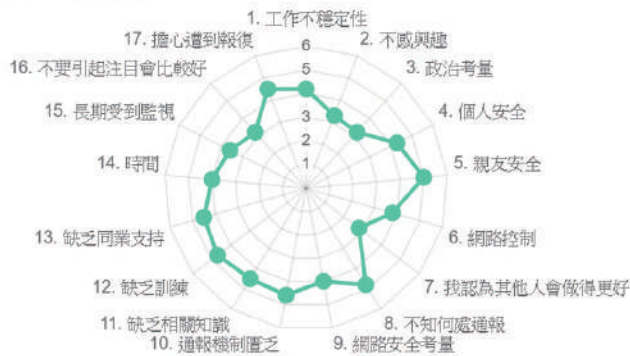 1. 工作不穩定性
2. 不感興趣
3. 政治考量
4. 個人安全
5. 親友安全
6. 網路控制
7. 我認為其他人會做得更好
8. 不知何處通報
9. 網路安全考量
10. 通報機制匱乏
11. 缺乏相關知識
12. 缺乏訓練
13. 缺乏同業支持
14. 時間
15. 長期受到監視
16. 不要引起注目會比較好
17. 擔心遭到報復
6
5
3
2
1